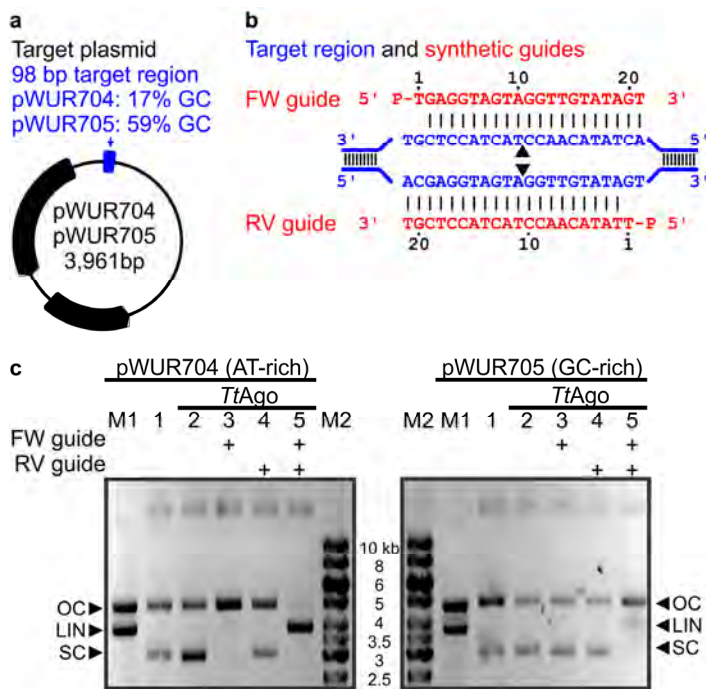 a
Target plasmid
98 bp target region
pWUR704: 17% GC
pWUR705: 59% GC
pWUR704
pWUR705
3,961bp
b
Target region and synthetic guides
1 10 20
FW guide 5' P-TGAGGTAGTAGGTTGTATAGT 3'
3' TGCTCCATCATCCAACATATCA 5'
5' ACGAGGTAGTAGGTTGTATAGT 3'
RV guide 3' TGCTCCATCATCCAACATATT-P 5'
20 10 1
c
pWUR704 (AT-rich) pWUR705 (GC-rich)
TtAgo TtAgo
M1 1 2 3 4 5 M2 M2 M1 1 2 3 4 5
FW guide + + + +
RV guide + + + +
10 kb
8
6
5
4
3.5
3
2.5
OC OC
LIN LIN
SC SC